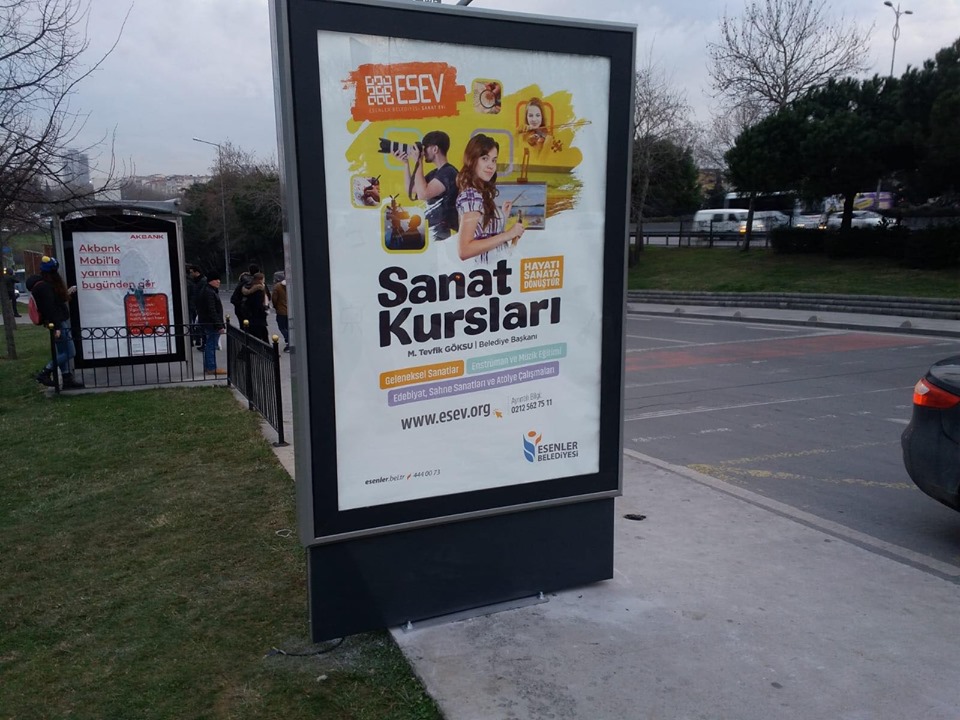 ESEV
ESENLER BELEDİYESİ SANAT EVİ
Sanat
Kursları
HAYATI
SANATA
DÖNÜŞTÜR
M. Tevfik GÖKSU | Belediye Başkanı
Geleneksel Sanatlar
Enstruman ve Müzik Eğitimi
Edebiyat, Sahne Sanatları ve Atölye Çalışmaları
www.esev.org
Ayrıntılı Bilgi:
0212 562 75 11
ESENLER
BELEDİYESİ
esenler.bel.tr 444 00 73
AKBANK
Akbank
Mobil'le
yarınını
bugünden gör